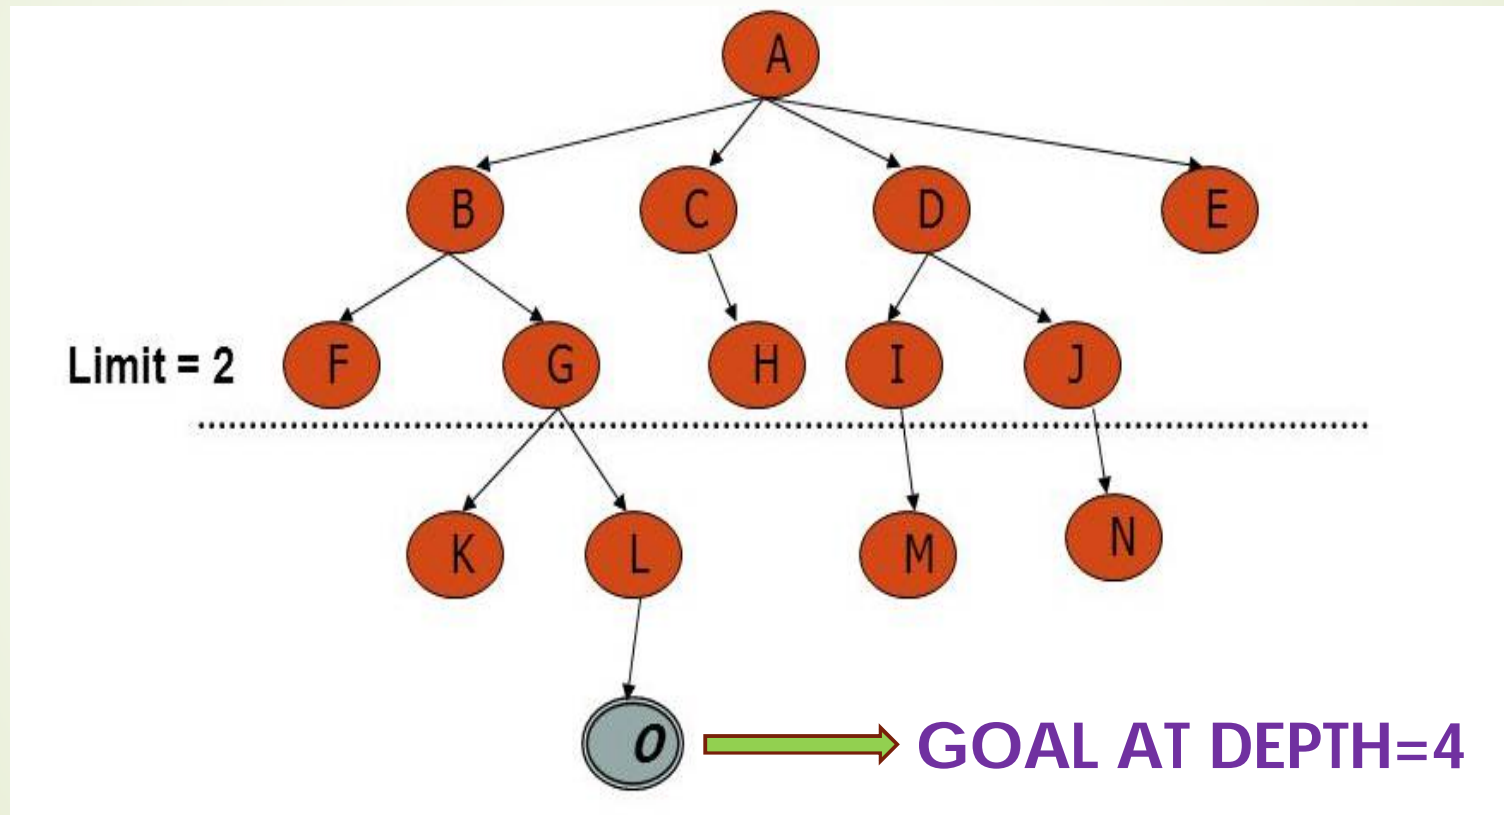 A
B C D E
Limit = 2 F G H I J
K L M N
O GOAL AT DEPTH=4